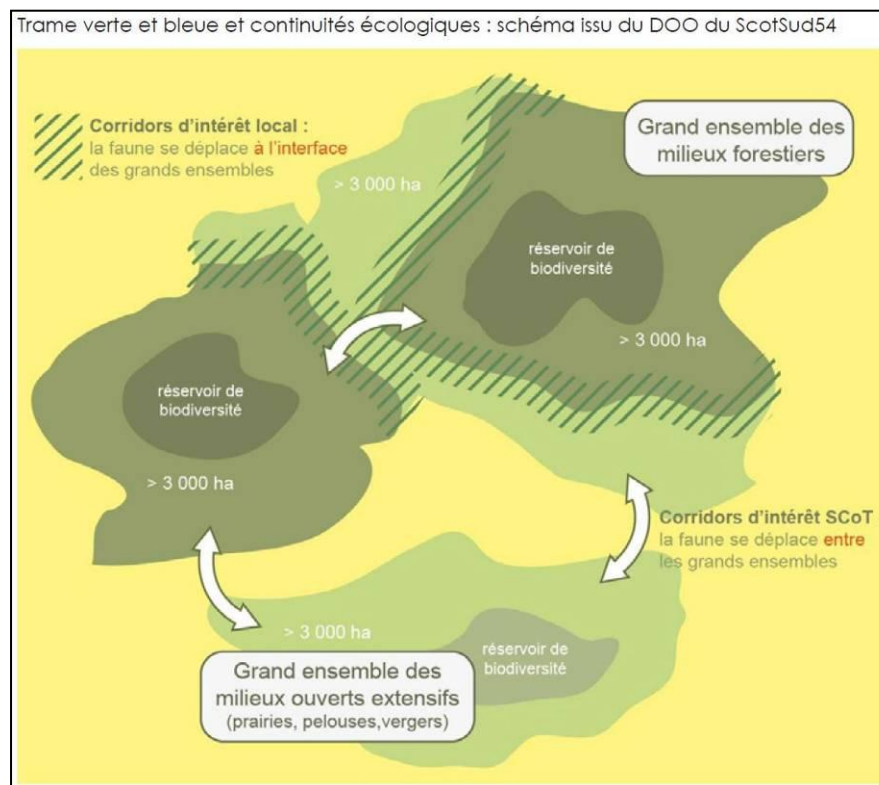 Trame verte et bleue et continuités écologiques : schéma issu du DOO du ScotSud54
Corridors d'intérêt local :
la faune se déplace à l'interface
des grands ensembles
> 3 000 ha
Grand ensemble des
milieux forestiers
réservoir de
biodiversité
> 3 000 ha
réservoir de
biodiversité
> 3 000 ha
Corridors d'intérêt SCoT
la faune se déplace entre
les grands ensembles
> 3 000 ha
réservoir de
biodiversité
Grand ensemble des
milieux ouverts extensifs
(prairies, pelouses,vergers)